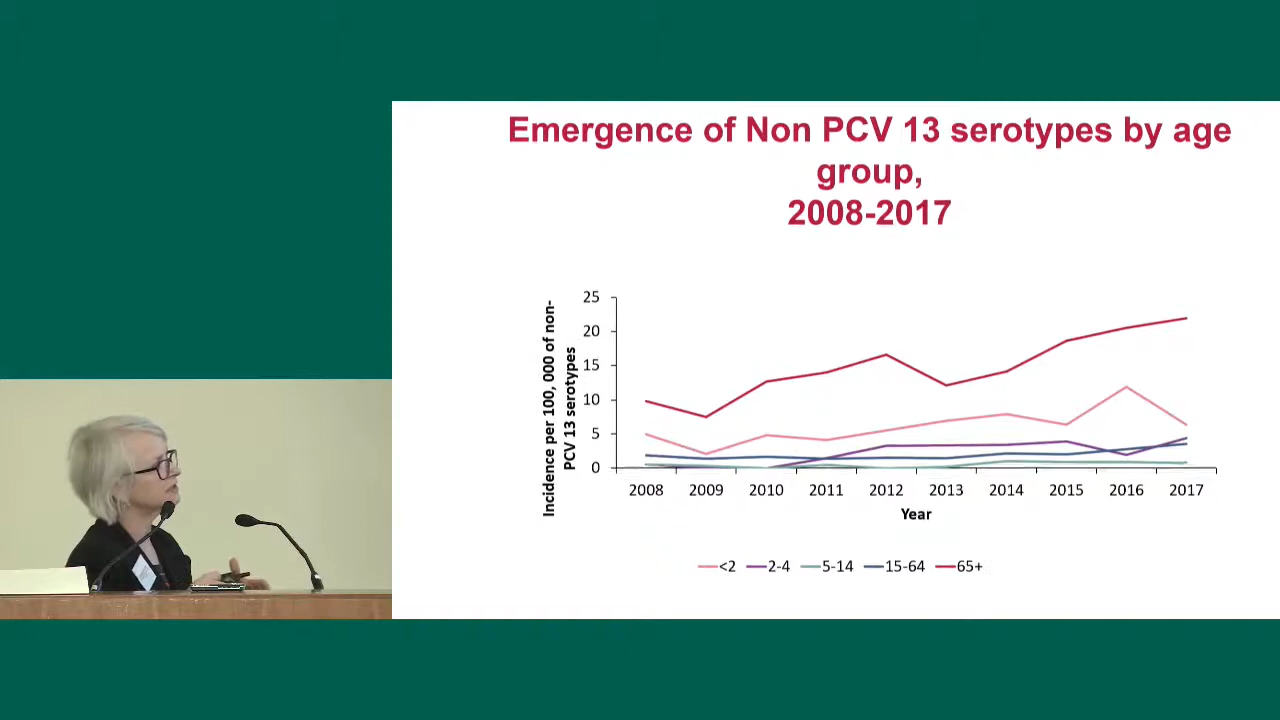 Emergence of Non PCV 13 serotypes by age
group,
2008-2017
Incidence per 100, 000 of non-
PCV 13 serotypes
25
20
15
10
5
0
2008 2009 2010 2011 2012 2013 2014 2015 2016 2017
Year
<2 2-4 5-14 15-64 65+